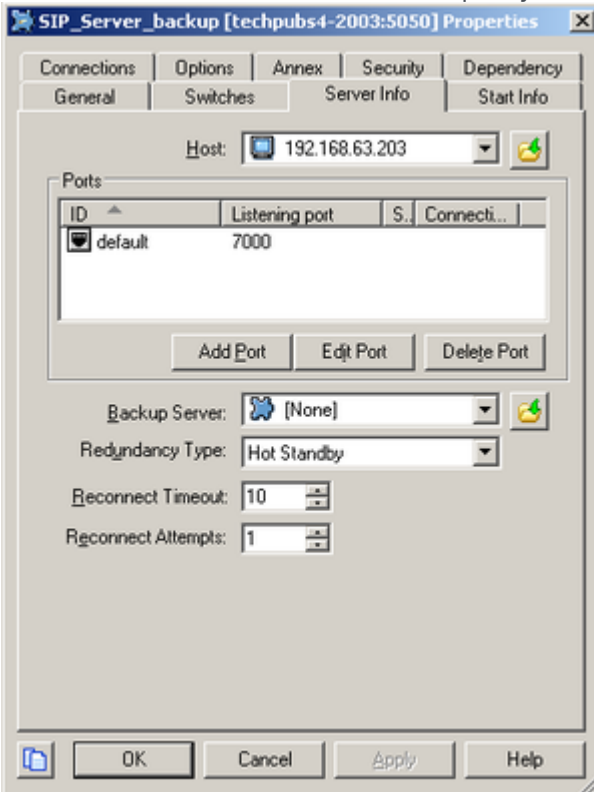 SIP_Server_backup [techpubs4-2003:5050] Properties
Connections Options Annex Security Dependency
General Switches Server Info Start Info
Host: 192.168.63.203
Ports
ID Listening port S.. Connecti...
default 7000
Add Port Edit Port Delete Port
Backup Server: [None]
Redundancy Type: Hot Standby
Reconnect Timeout: 10
Reconnect Attempts: 1
OK Cancel Apply Help